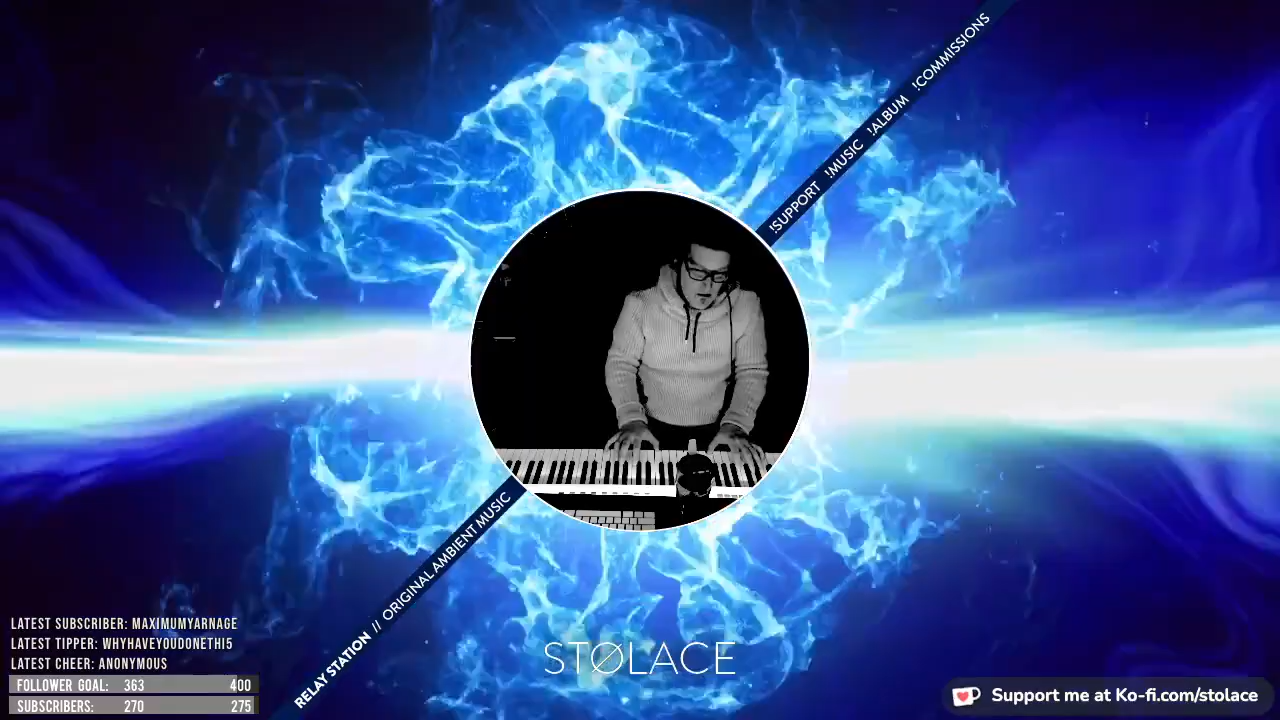 !SUPPORT !MUSIC !ALBUM !COMMISSIONS
RELAY STATION // ORIGINAL AMBIENT MUSIC
STØLACE
LATEST SUBSCRIBER: MAXIMUMYARNAGE
LATEST TIPPER: WHYHAVEYOUDONETHI5
LATEST CHEER: ANONYMOUS
FOLLOWER GOAL: 363 400
SUBSCRIBERS: 270 275
Support me at Ko-fi.com/stolace